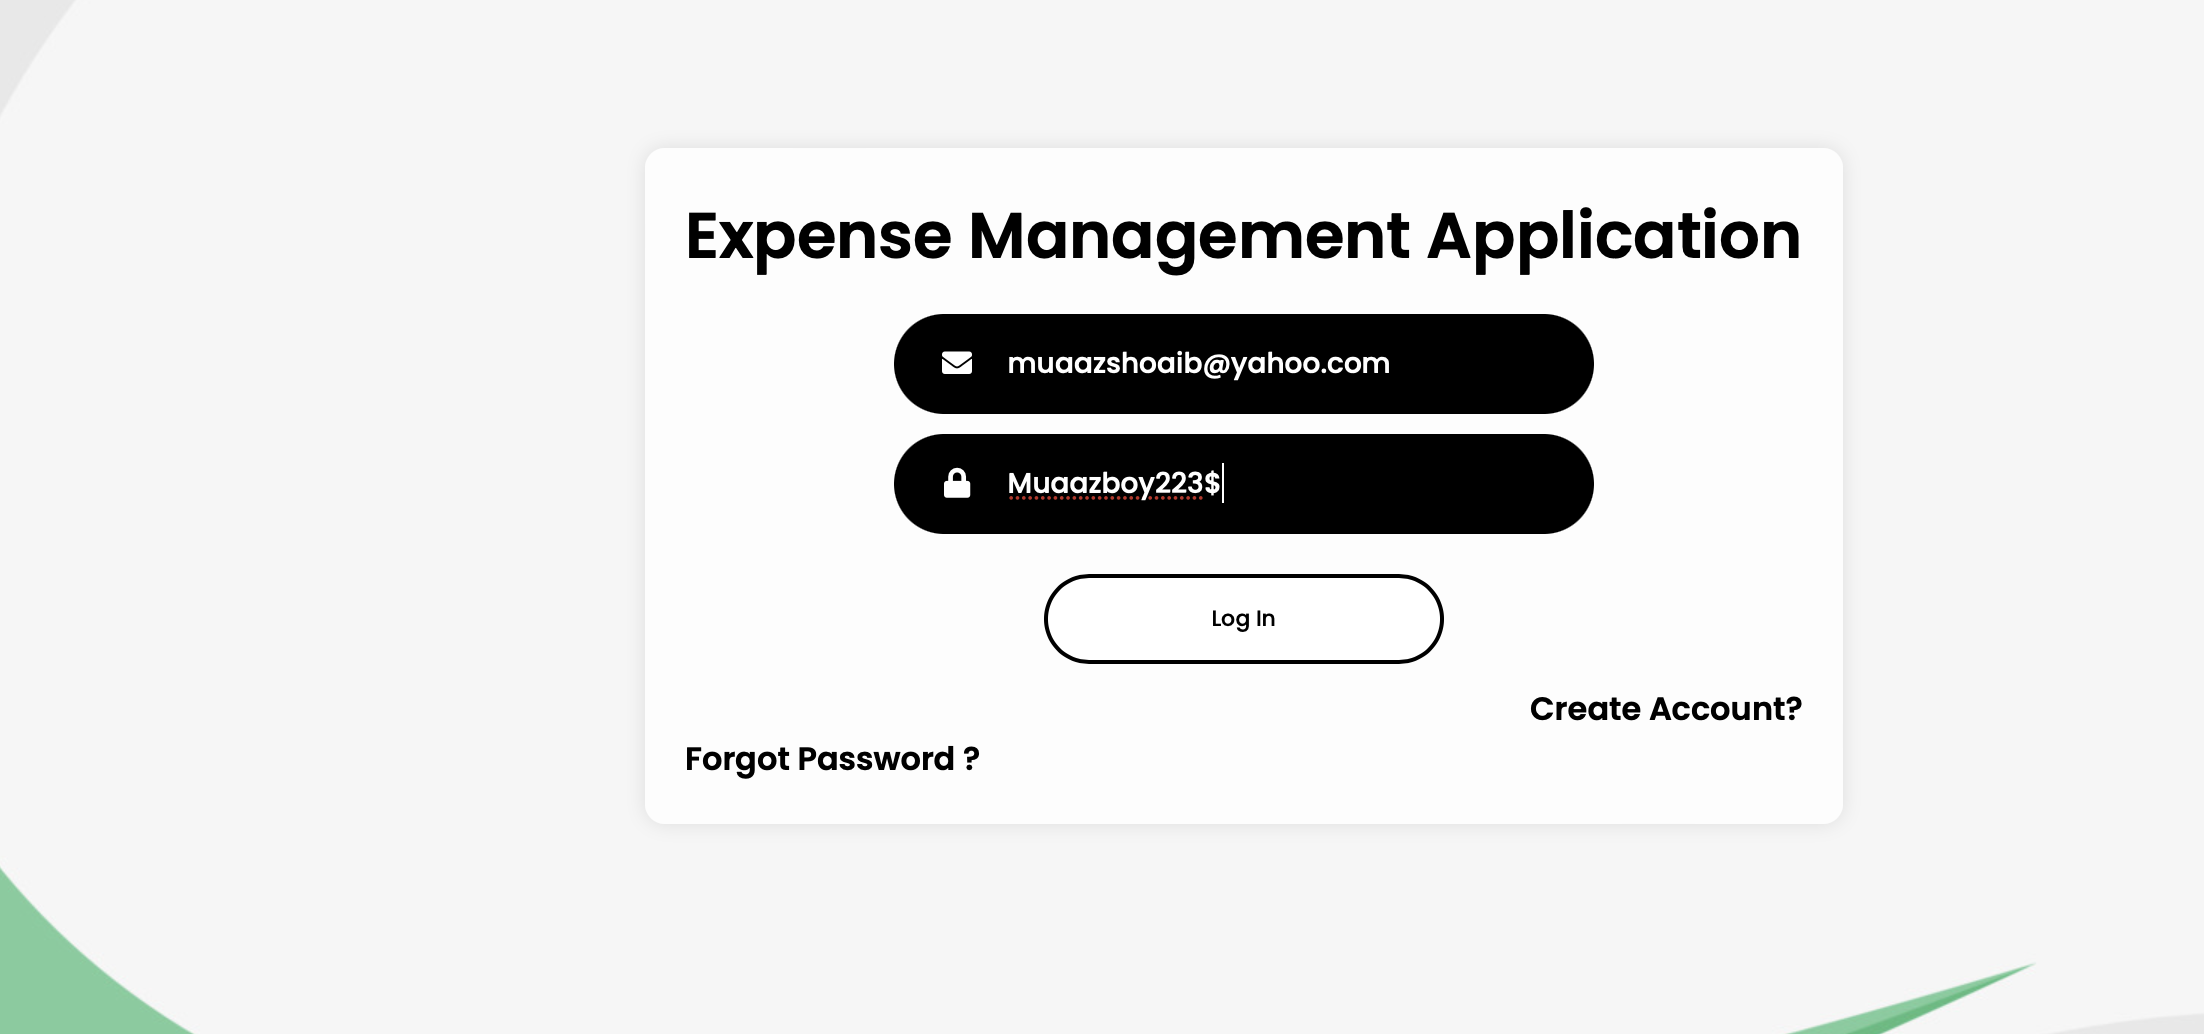 Expense Management Application
muaazshoaib@yahoo.com
Muaazboy223$
Log In
Create Account?
Forgot Password ?